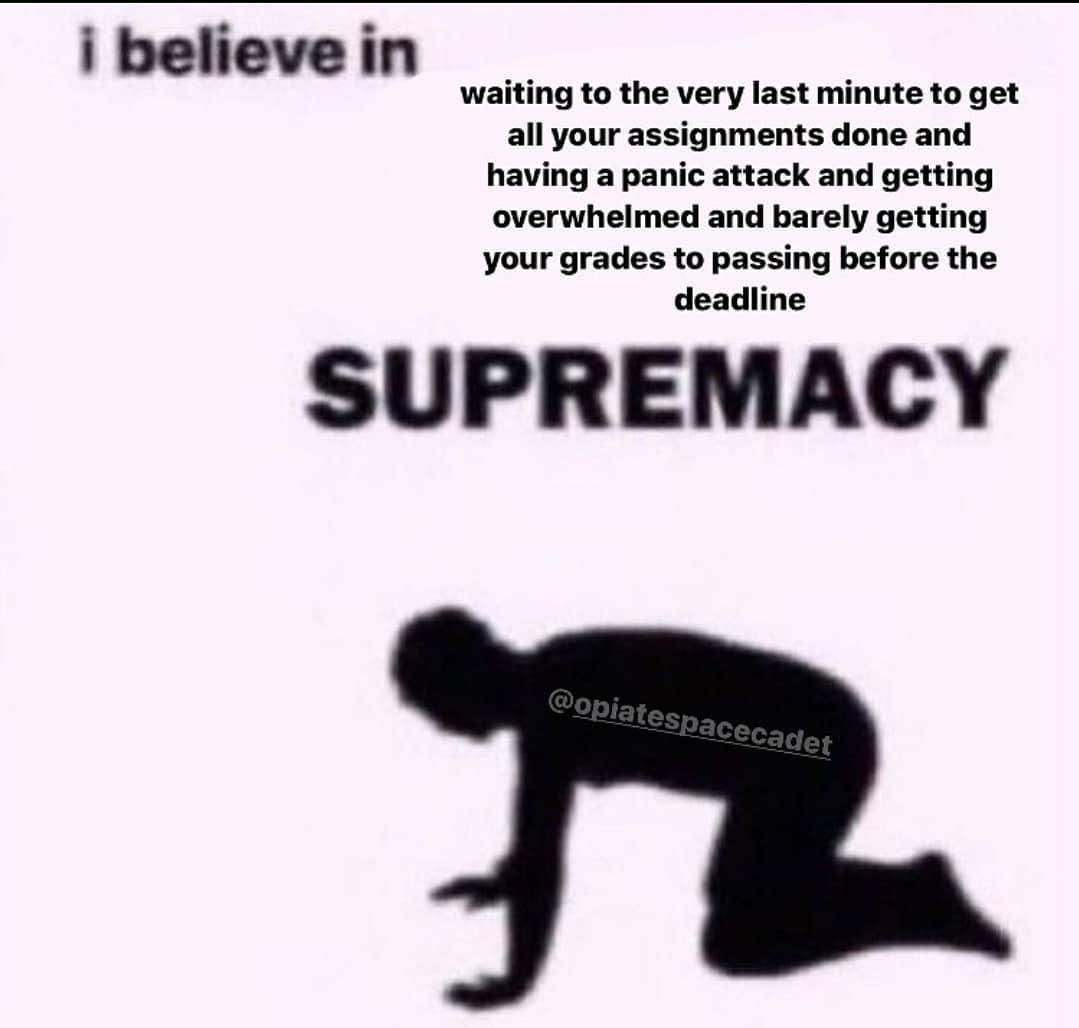 i believe in
waiting to the very last minute to get
all your assignments done and
having a panic attack and getting
overwhelmed and barely getting
your grades to passing before the
deadline
SUPREMACY
@opiatespacecadet